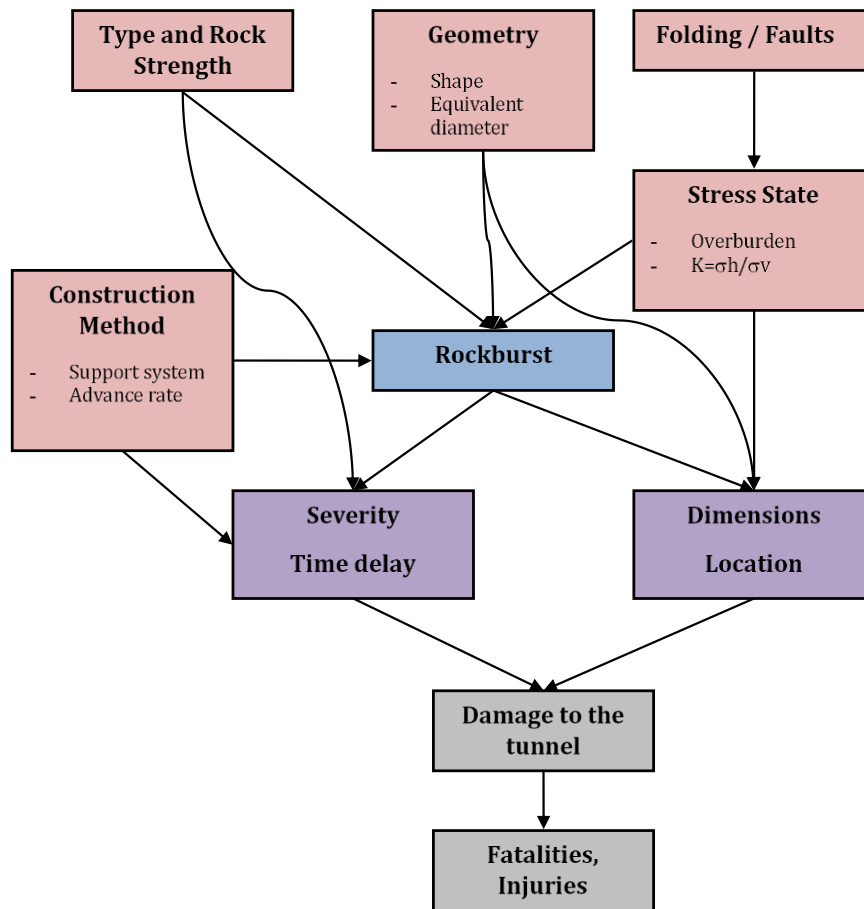 Type and Rock
Strength
Geometry
- Shape
- Equivalent
diameter
Folding / Faults
Stress State
- Overburden
- K=σh/σv
Construction
Method
- Support system
- Advance rate
Rockburst
Severity
Time delay
Dimensions
Location
Damage to the
tunnel
Fatalities,
Injuries